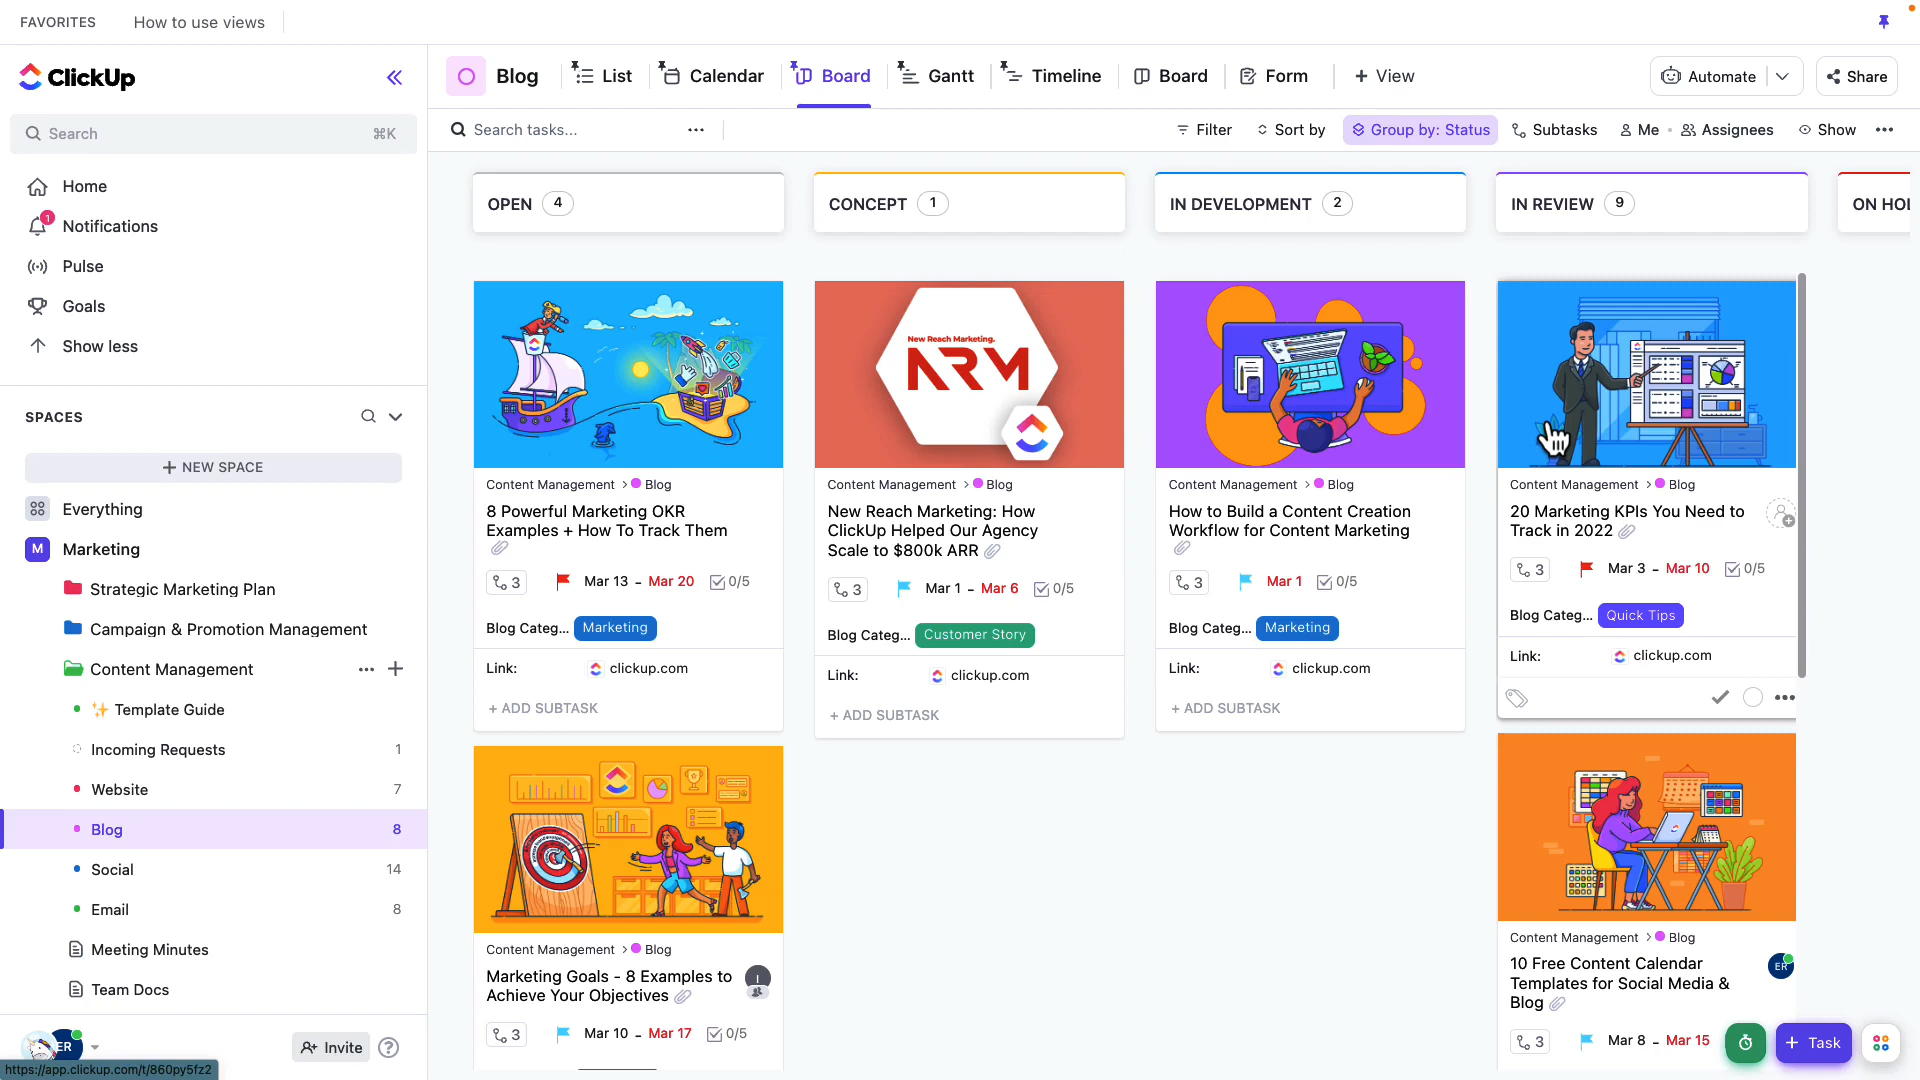 FAVORITES
How to use views
ClickUp
Search
⌘K
Home
1
Notifications
Pulse
Goals
Show less
SPACES
+ NEW SPACE
Everything
M
Marketing
Strategic Marketing Plan
Campaign & Promotion Management
Content Management
✨ Template Guide
Incoming Requests 1
Website 7
Blog 8
Social 14
Email 8
Meeting Minutes
Team Docs
ER
Invite
?
https://app.clickup.com/t/860py5fz2
Blog
List
Calendar
Board
Gantt
Timeline
Board
Form
+ View
Automate
Share
Search tasks...
Filter
Sort by
Group by: Status
Subtasks
Me
Assignees
Show
OPEN 4
8 Powerful Marketing OKR
Content Management > Blog
Examples + How To Track Them
3
Mar 13 - Mar 20
0/5
Blog Categ... Marketing
Link: clickup.com
+ ADD SUBTASK
Content Management > Blog
Marketing Goals - 8 Examples to
Achieve Your Objectives
I
3
Mar 10 - Mar 17
0/5
CONCEPT 1
New Reach Marketing.
NRM
Content Management > Blog
New Reach Marketing: How
ClickUp Helped Our Agency
Scale to $800k ARR
3
Mar 1 - Mar 6
0/5
Blog Categ... Customer Story
Link: clickup.com
+ ADD SUBTASK
IN DEVELOPMENT 2
Content Management > Blog
How to Build a Content Creation
Workflow for Content Marketing
3
Mar 1
0/5
Blog Categ... Marketing
Link: clickup.com
+ ADD SUBTASK
IN REVIEW 9
Content Management > Blog
20 Marketing KPIs You Need to
Track in 2022
3
Mar 3 - Mar 10
0/5
Blog Categ... Quick Tips
Link: clickup.com
Content Management > Blog
10 Free Content Calendar
Templates for Social Media &
Blog
ER
3
Mar 8 - Mar 15
ON HOL
+ Task